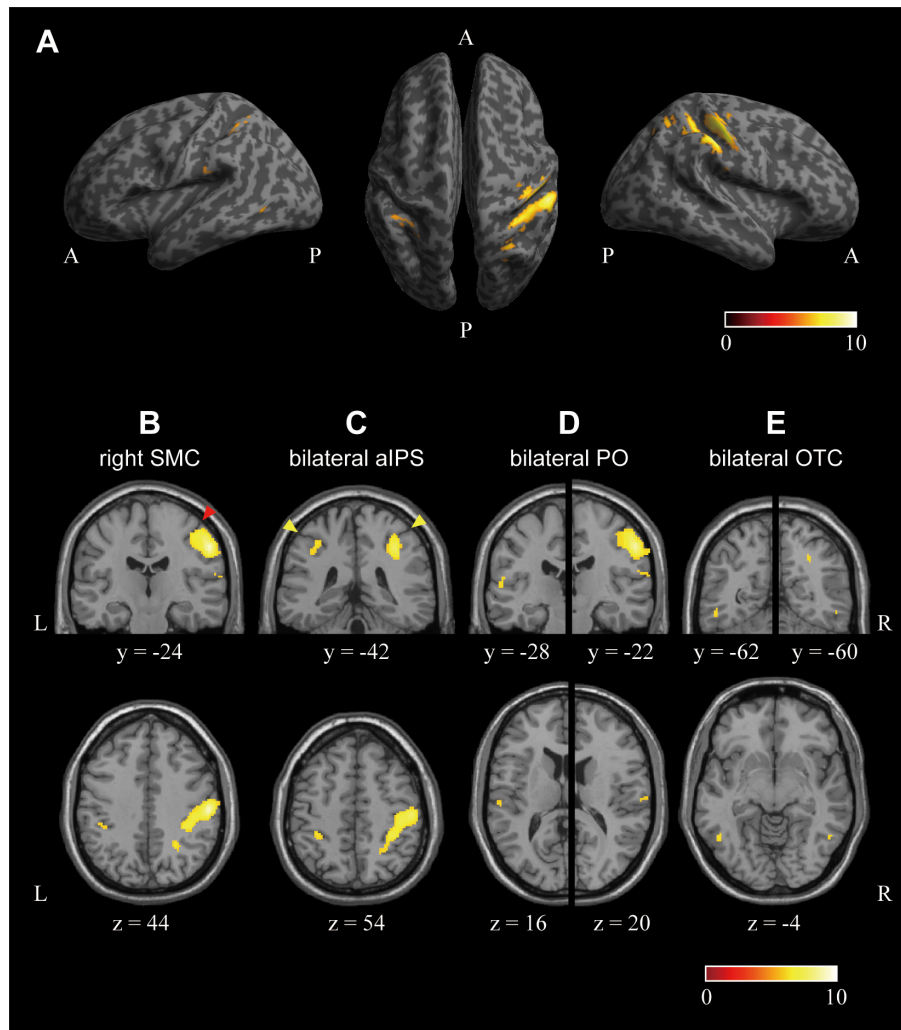 A
A
A
P
P
A
P
0
10
B
C
D
E
right SMC
bilateral aIPS
bilateral PO
bilateral OTC
L
R
y = -24
y = -42
y = -28
y = -22
y = -62
y = -60
L
R
z = 44
z = 54
z = 16
z = 20
z = -4
0
10